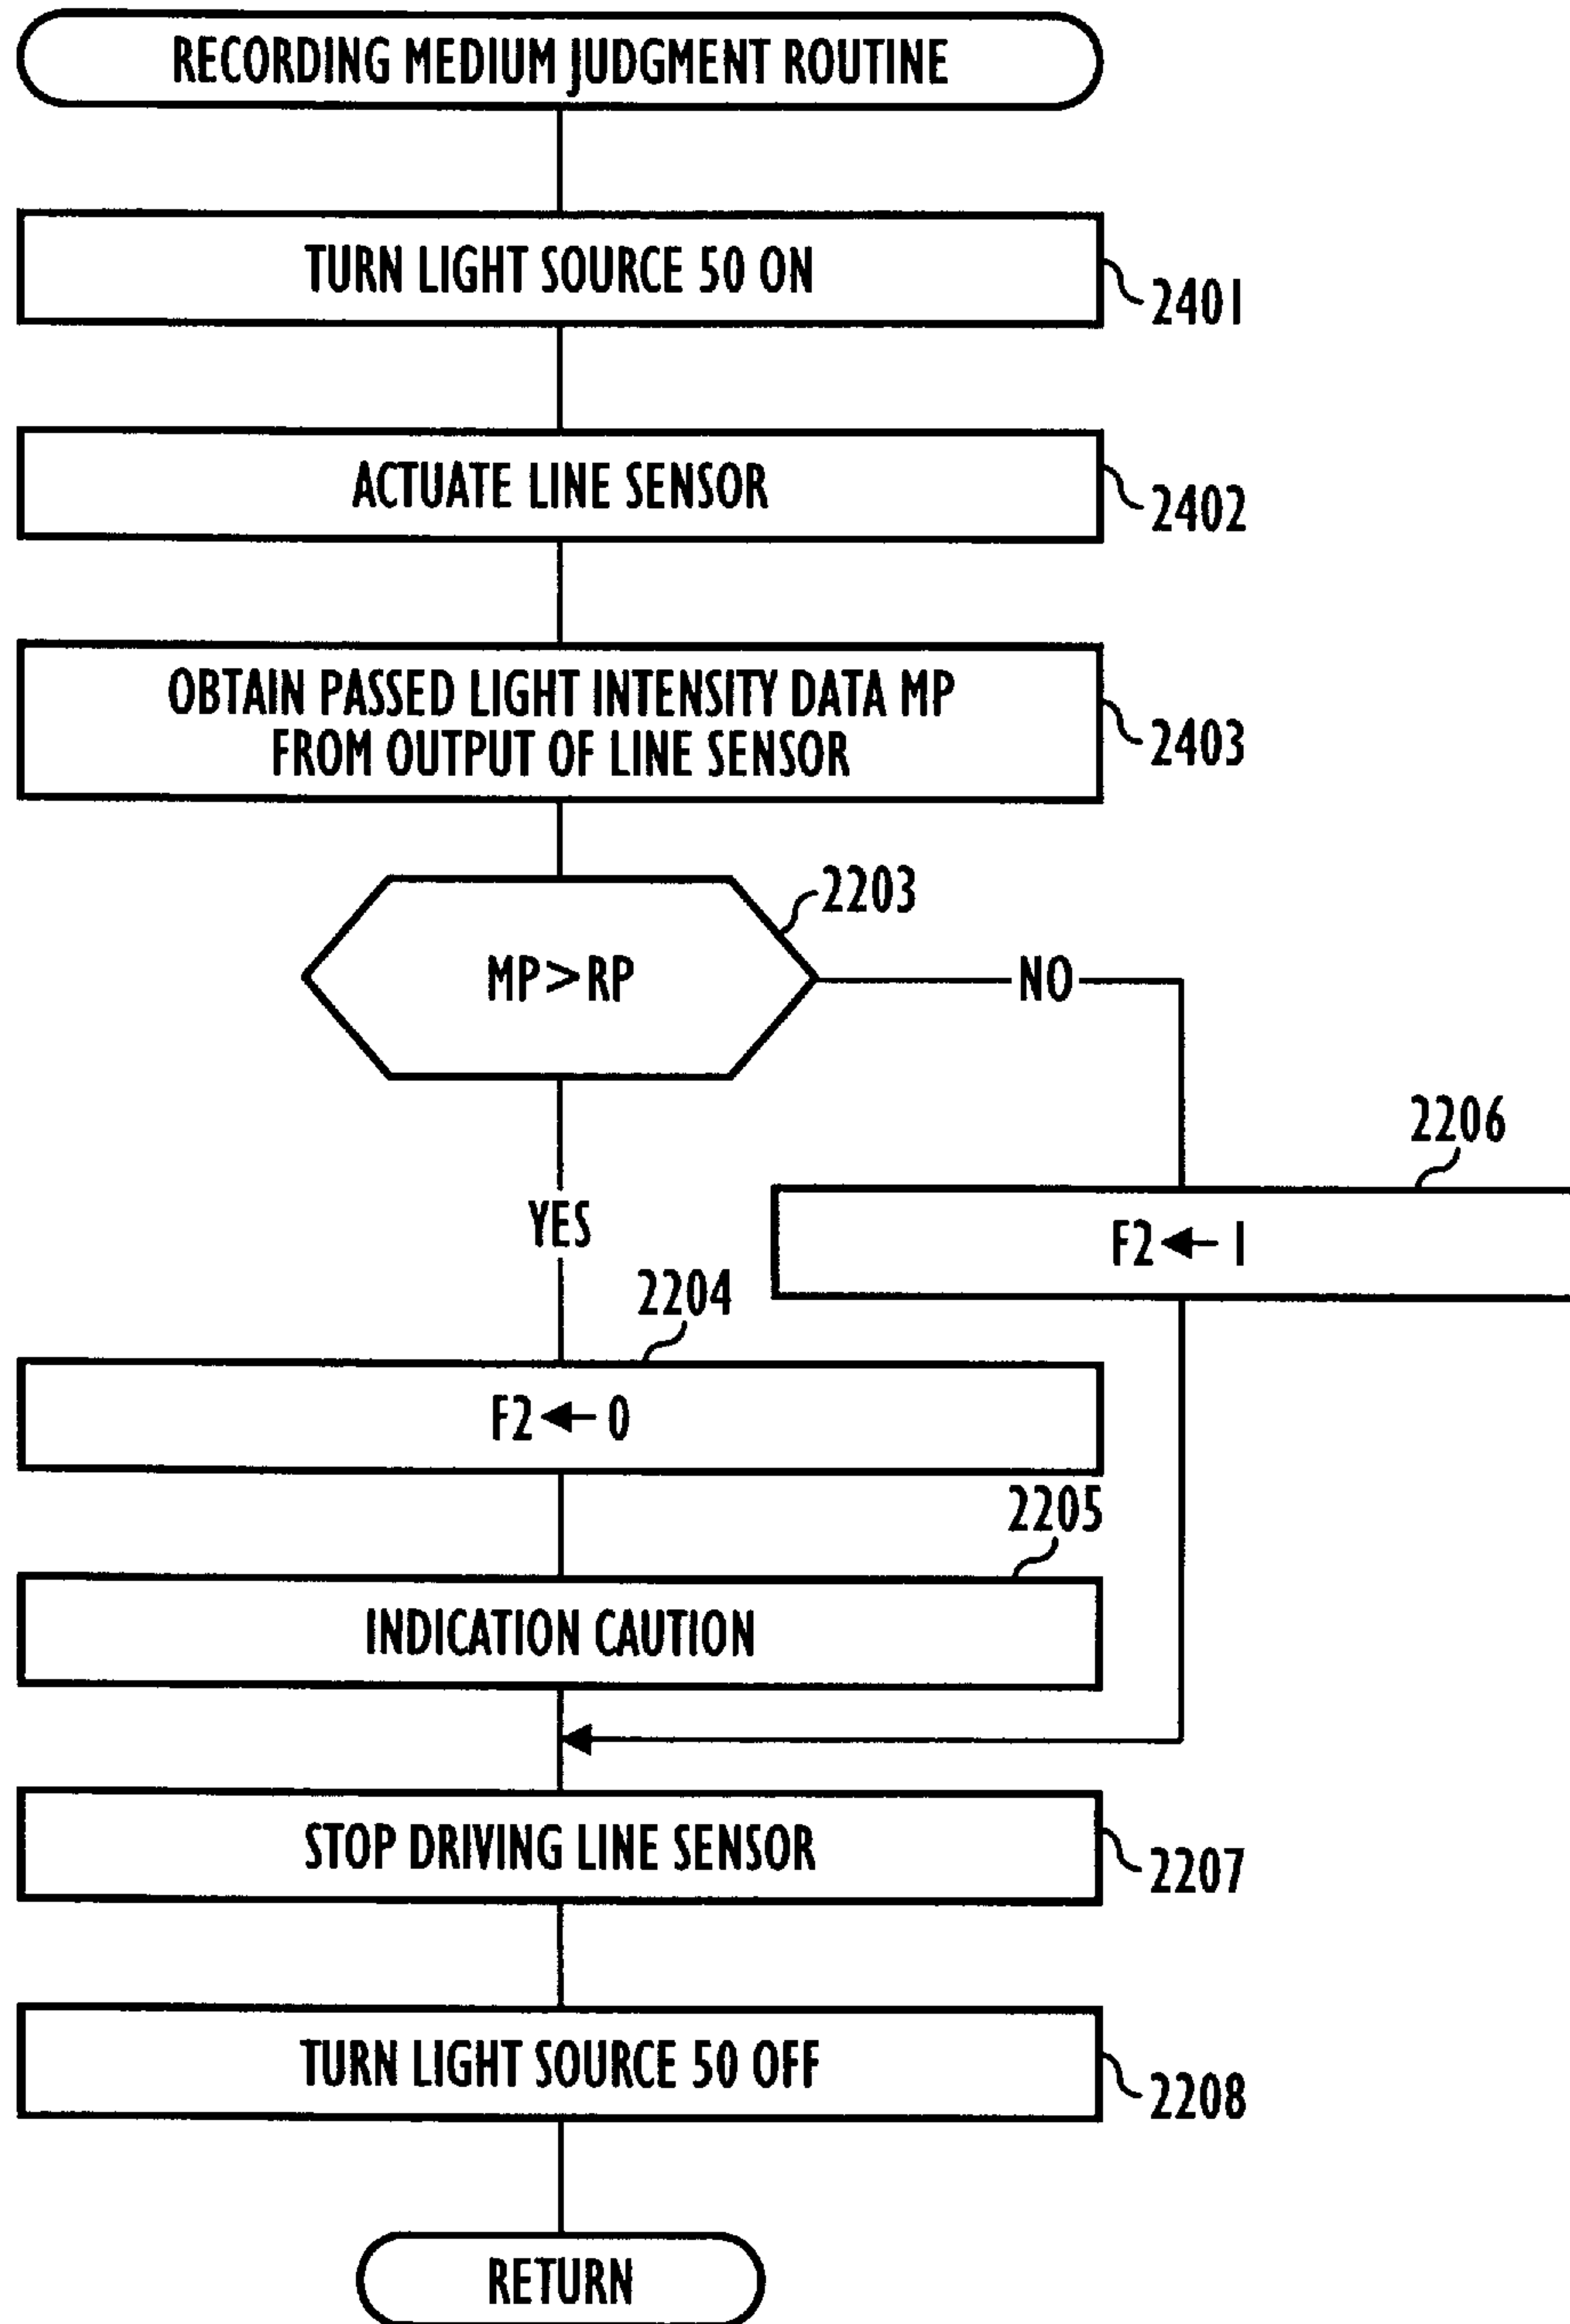 RECORDING MEDIUM JUDGMENT ROUTINE
TURN LIGHT SOURCE 50 ON
2401
ACTUATE LINE SENSOR
2402
OBTAIN PASSED LIGHT INTENSITY DATA MP
FROM OUTPUT OF LINE SENSOR
2403
2203
MP>RP
NO
YES
2206
F2←1
2204
F2←0
2205
INDICATION CAUTION
STOP DRIVING LINE SENSOR
2207
TURN LIGHT SOURCE 50 OFF
2208
RETURN